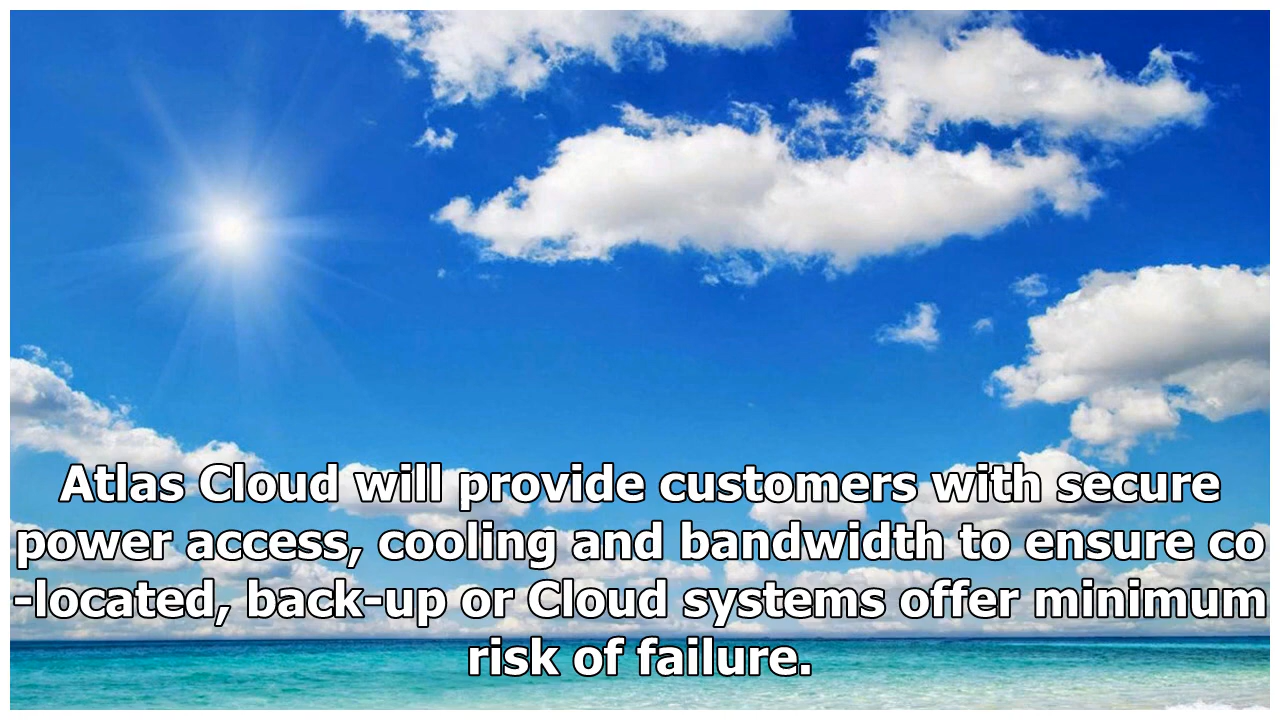 Atlas Cloud will provide customers with secure
power access, cooling and bandwidth to ensure co
-located, back-up or Cloud systems offer minimum
risk of failure.